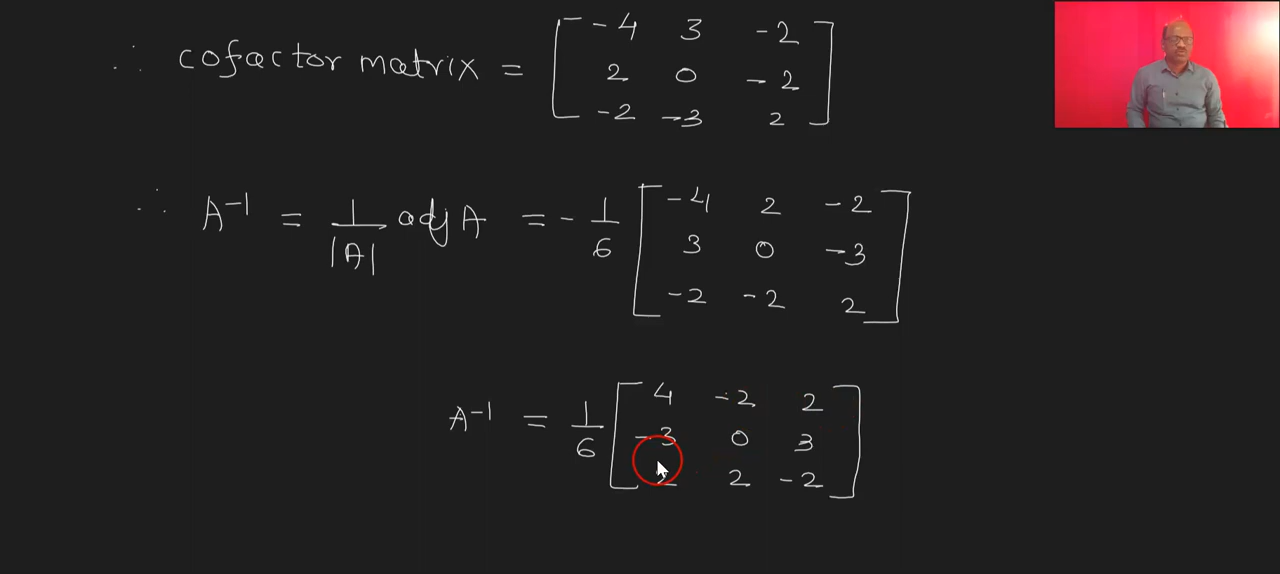 ∴ cofactor matrix = [ -4 3 -2
2 0 -2
-2 -3 2 ]
∴ A⁻¹ = 1/|A| adj A = - 1/6 [ -4 2 -2
3 0 -3
-2 -2 2 ]
A⁻¹ = 1/6 [ 4 -2 2
-3 0 3
2 -2 ]